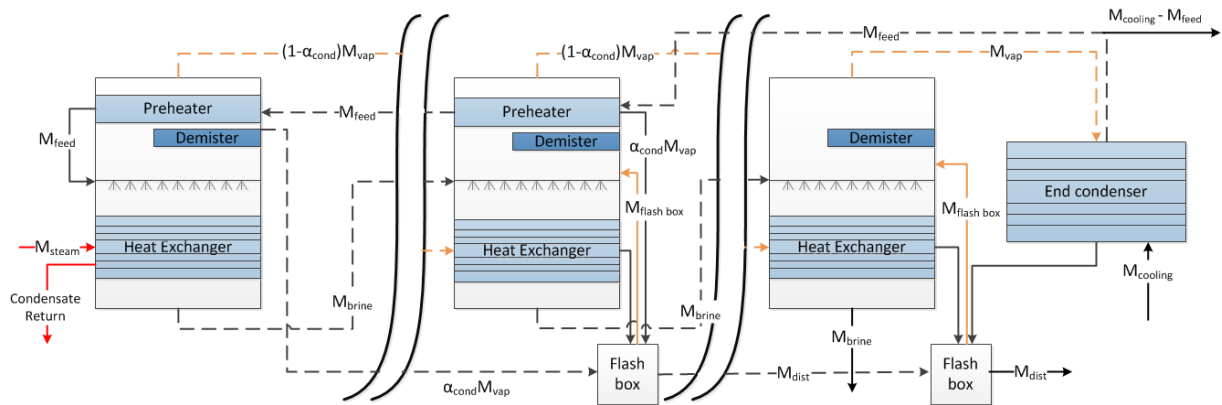 M_cooling - M_feed
(1-α_cond)M_vap
(1-α_cond)M_vap
M_feed
M_vap
Preheater
M_feed
Preheater
M_feed
Demister
Demister
α_cond M_vap
Demister
End condenser
M_flash box
M_flash box
M_steam
Heat Exchanger
Heat Exchanger
Heat Exchanger
M_cooling
Condensate
Return
M_brine
M_brine
M_brine
Flash
box
M_dist
Flash
box
M_dist
α_cond M_vap